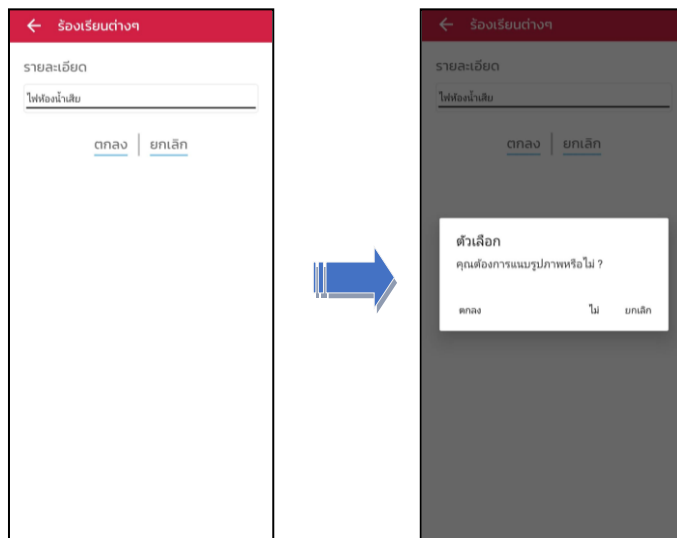 ร้องเรียนต่างๆ
รายละเอียด
ไฟห้องน้ำเสีย
ตกลง ยกเลิก
ร้องเรียนต่างๆ
รายละเอียด
ไฟห้องน้ำเสีย
ตกลง ยกเลิก
ตัวเลือก
คุณต้องการแนบรูปภาพหรือไม่ ?
ตกลง ไม่ ยกเลิก